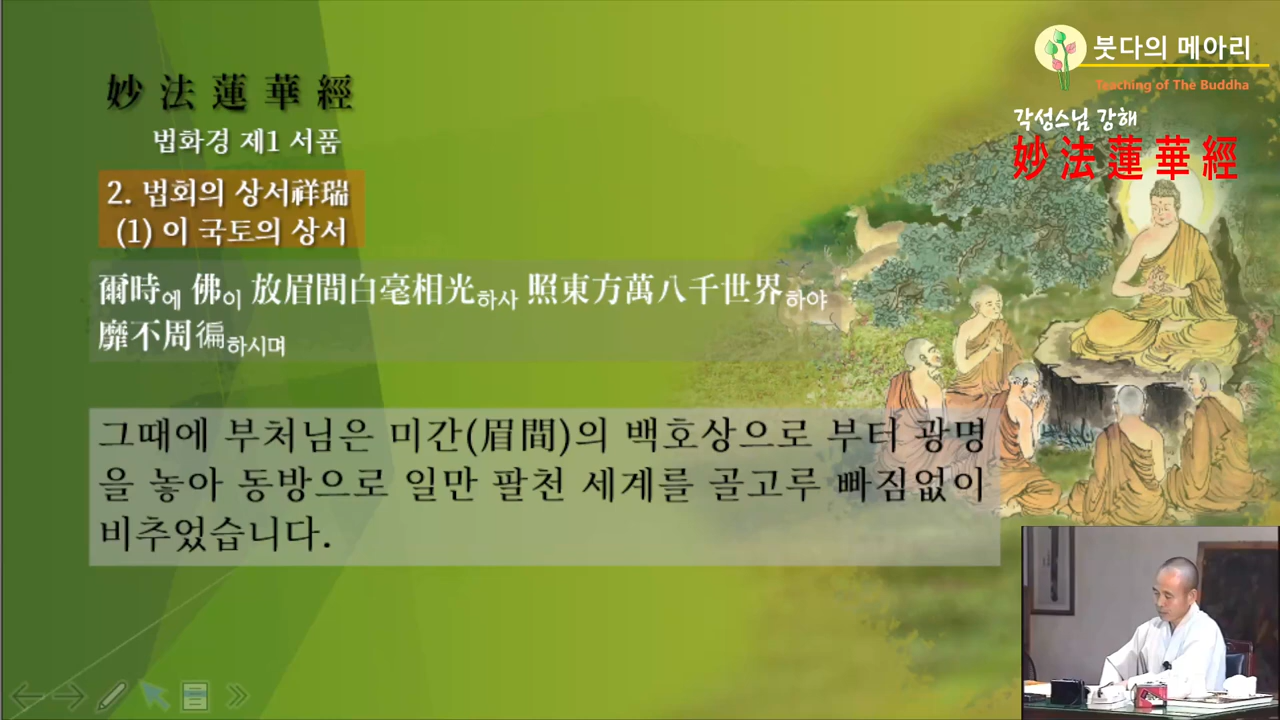 妙法蓮華經
법화경 제1 서품
2. 법회의 상서祥瑞
(1) 이 국토의 상서
爾時에 佛이 放眉間白毫相光하사 照東方萬八千世界하야
靡不周徧하시며
그때에 부처님은 미간(眉間)의 백호상으로 부터 광명
을 놓아 동방으로 일만 팔천 세계를 골고루 빠짐없이
비추었습니다.
붓다의 메아리
Teaching of The Buddha
각성스님 강해
妙法蓮華經